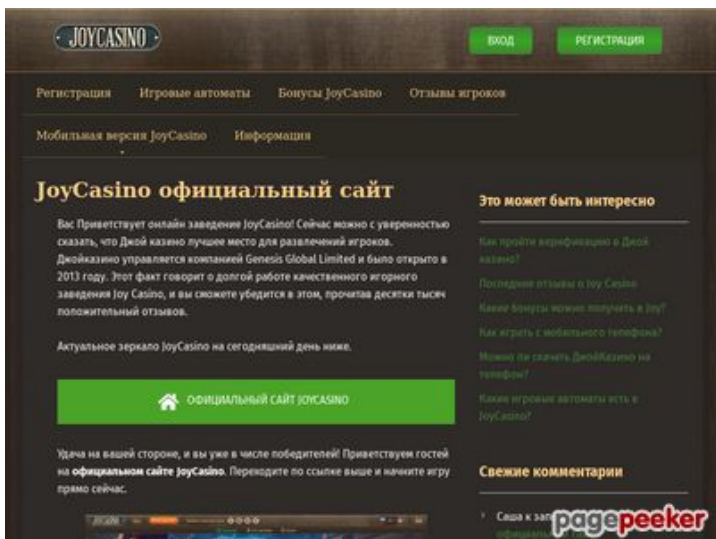 JOYCASINO
ВХОД
РЕГИСТРАЦИЯ
Регистрация Игровые автоматы Бонусы JoyCasino Отзывы игроков
Мобильная версия JoyCasino Информация
JoyCasino официальный сайт
Вас Приветствует онлайн заведение JoyCasino! Сейчас можно с уверенностью
сказать, что Джой казино лучшее место для развлечений игроков.
Джойказино управляется компанией Genesis Global Limited и было открыто в
2013 году. Этот факт говорит о долгой работе качественного игорного
заведения Joy Casino, и вы сможете убедится в этом, прочитав десятки тысяч
положительный отзывов.
Актуальное зеркало JoyCasino на сегодняшний день ниже.
ОФИЦИАЛЬНЫЙ САЙТ JOYCASINO
Удача на вашей стороне, и вы уже в числе победителей! Приветствуем гостей
на официальном сайте JoyCasino. Переходите по ссылке выше и начните игру
прямо сейчас.
Это может быть интересно
Как пройти верификацию в Джой
казино?
Последние отзывы о Joy Casino
Какие бонусы можно получить в Joy?
Как играть с мобильного телефона?
Можно ли скачать ДжойКазино на
телефон?
Какие игровые автоматы есть в
JoyCasino?
Свежие комментарии
Саша к
pagepeeker